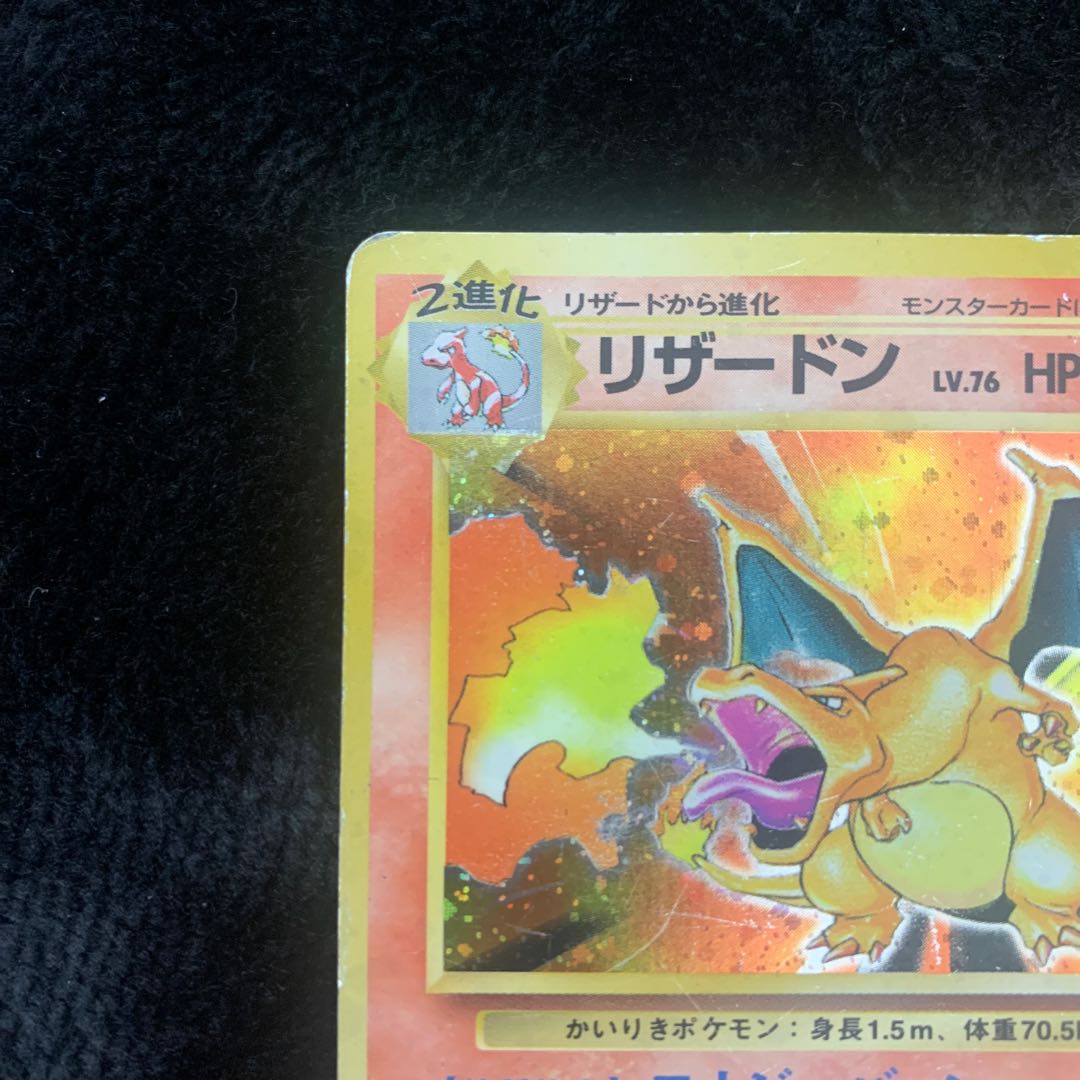 2進化
リザードから進化
モンスターカード
リザードン LV.76 HP
かいりきポケモン：身長1.5m、体重70.5